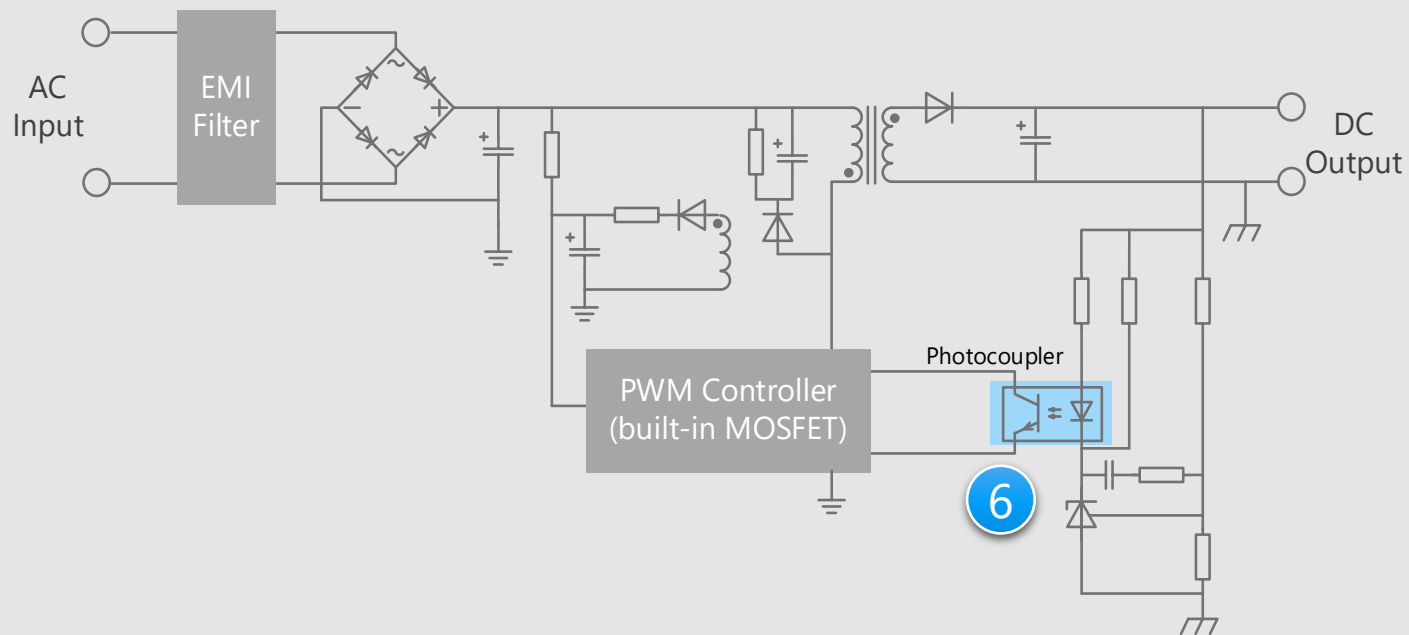 AC
Input
EMI
Filter
DC
Output
Photocoupler
PWM Controller
(built-in MOSFET)
6